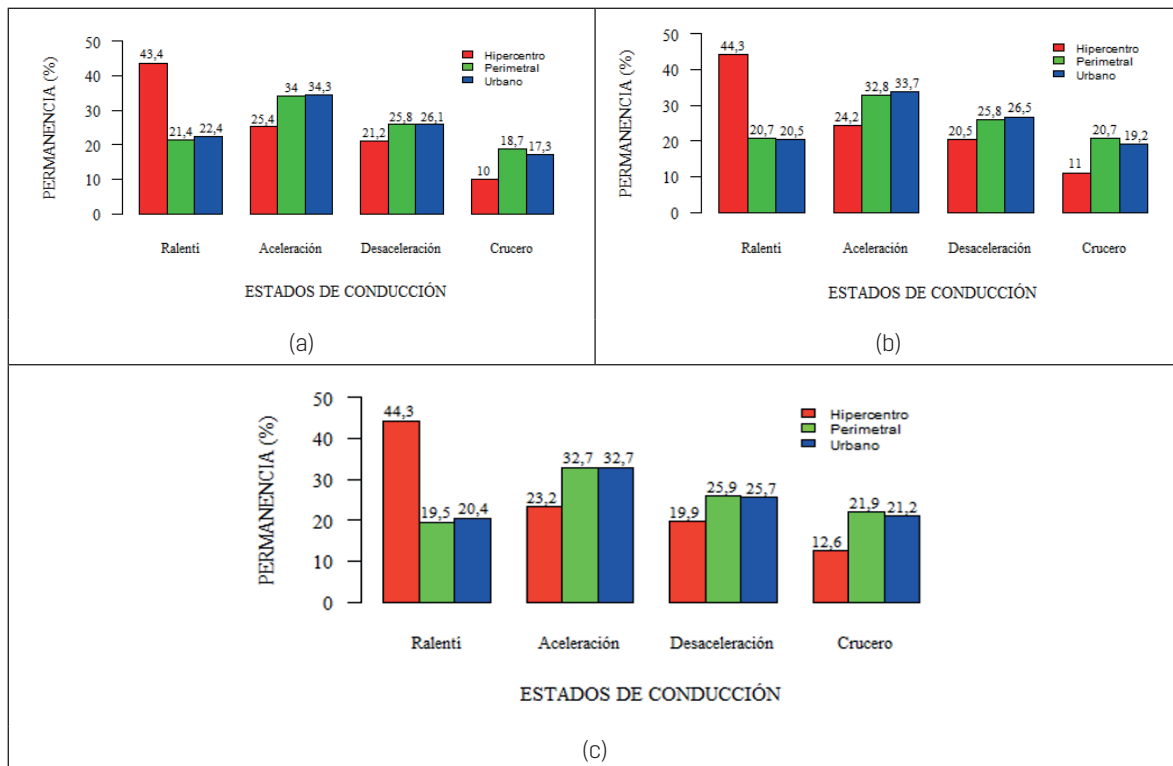 PERMANENCIA (%)
50
40
30
20
10
0
Hipercentro
Perimetral
Urbano
43,4
21,4
22,4
25,4
34
34,3
21,2
25,8
26,1
10
18,7
17,3
Ralentí
Aceleración
Desaceleración
Crucero
ESTADOS DE CONDUCCIÓN
(a)
PERMANENCIA (%)
50
40
30
20
10
0
Hipercentro
Perimetral
Urbano
44,3
20,7
20,5
24,2
32,8
33,7
20,5
25,8
26,5
11
20,7
19,2
Ralentí
Aceleración
Desaceleración
Crucero
ESTADOS DE CONDUCCIÓN
(b)
PERMANENCIA (%)
50
40
30
20
10
0
Hipercentro
Perimetral
Urbano
44,3
19,5
20,4
23,2
32,7
32,7
19,9
25,9
25,7
12,6
21,9
21,2
Ralentí
Aceleración
Desaceleración
Crucero
ESTADOS DE CONDUCCIÓN
(c)